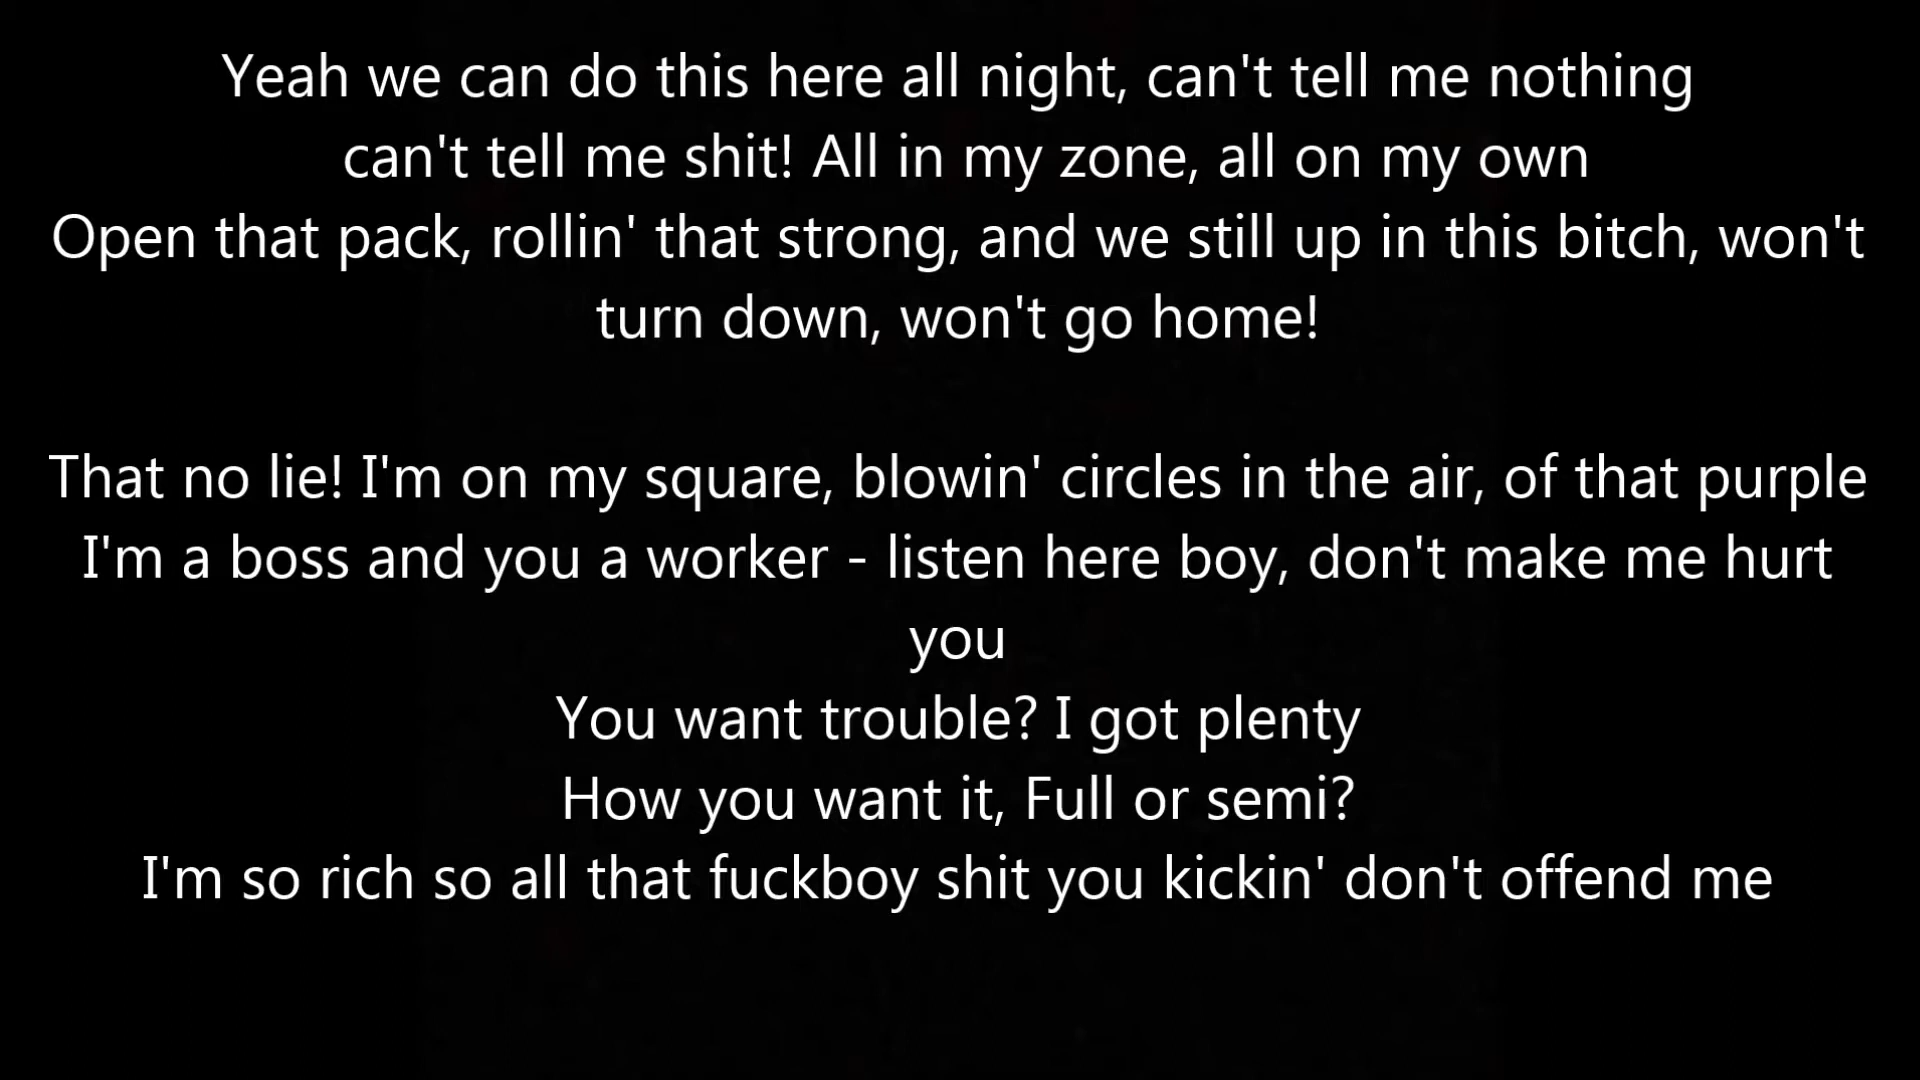 Yeah we can do this here all night, can't tell me nothing
can't tell me shit! All in my zone, all on my own
Open that pack, rollin' that strong, and we still up in this bitch, won't
turn down, won't go home!
That no lie! I'm on my square, blowin' circles in the air, of that purple
I'm a boss and you a worker - listen here boy, don't make me hurt
you
You want trouble? I got plenty
How you want it, Full or semi?
I'm so rich so all that fuckboy shit you kickin' don't offend me